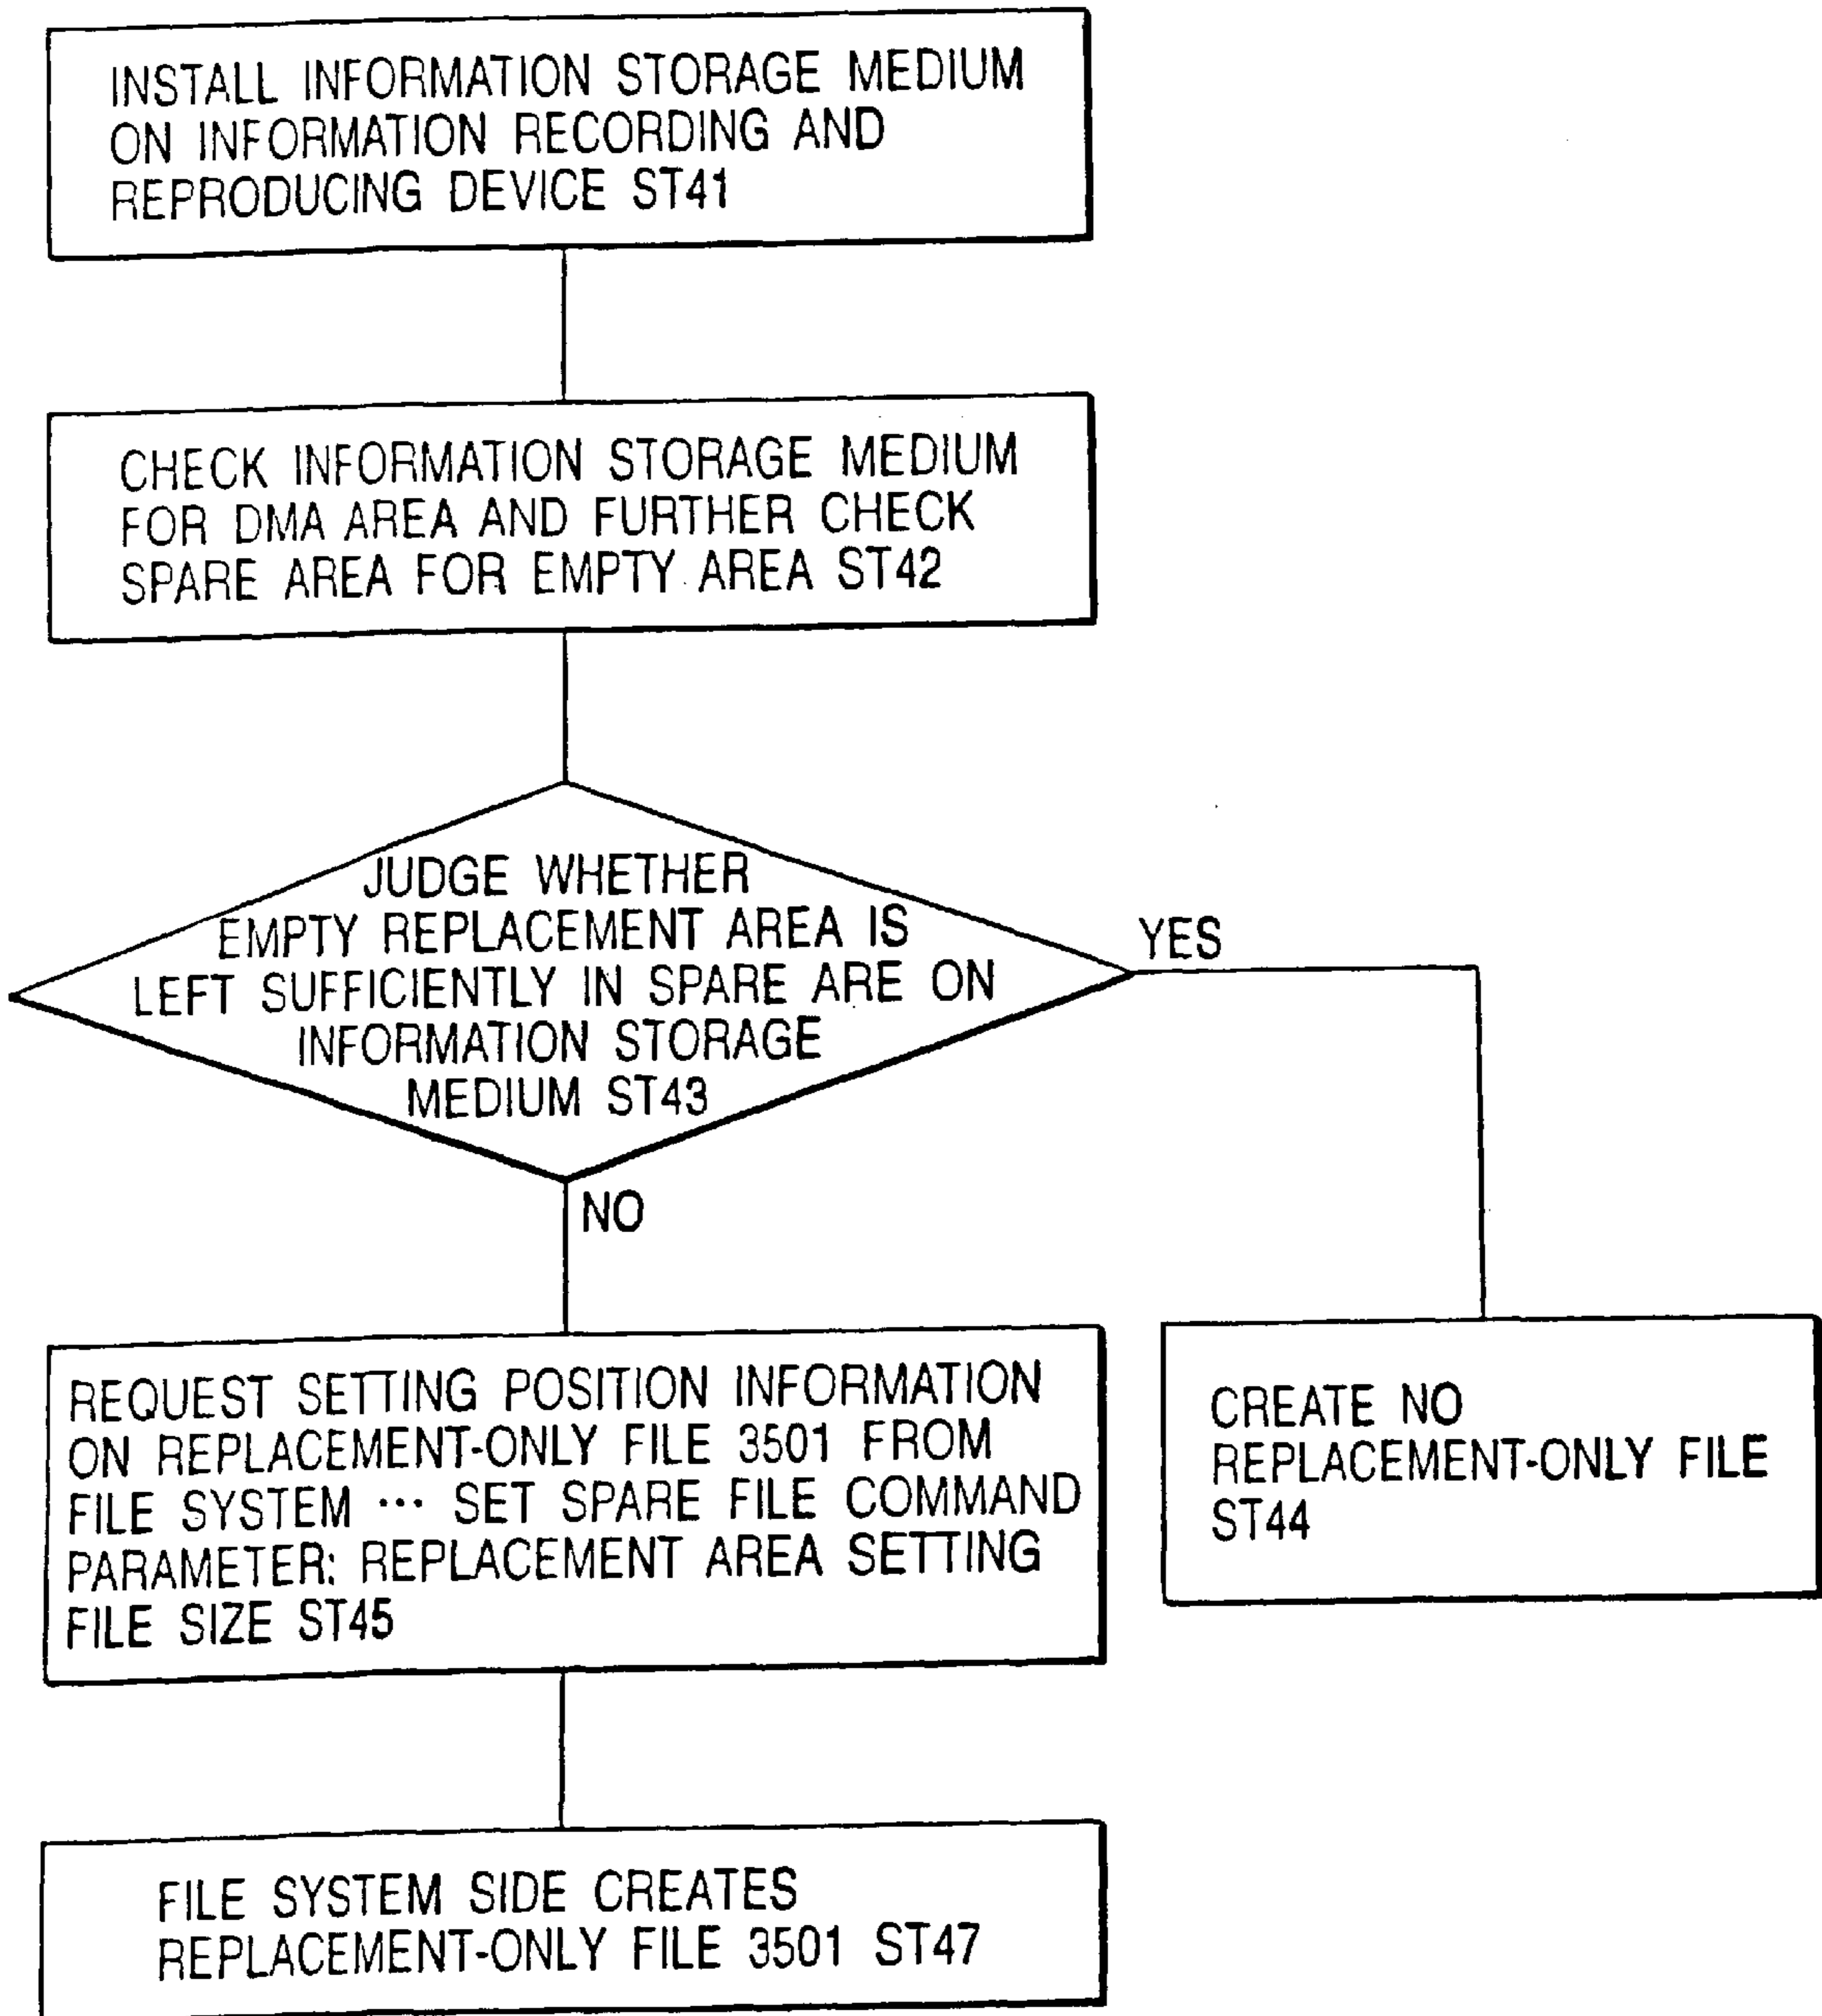 INSTALL INFORMATION STORAGE MEDIUM
ON INFORMATION RECORDING AND
REPRODUCING DEVICE ST41
CHECK INFORMATION STORAGE MEDIUM
FOR DMA AREA AND FURTHER CHECK
SPARE AREA FOR EMPTY AREA ST42
JUDGE WHETHER
EMPTY REPLACEMENT AREA IS
LEFT SUFFICIENTLY IN SPARE ARE ON
INFORMATION STORAGE
MEDIUM ST43
YES
NO
REQUEST SETTING POSITION INFORMATION
ON REPLACEMENT-ONLY FILE 3501 FROM
FILE SYSTEM ··· SET SPARE FILE COMMAND
PARAMETER: REPLACEMENT AREA SETTING
FILE SIZE ST45
CREATE NO
REPLACEMENT-ONLY FILE
ST44
FILE SYSTEM SIDE CREATES
REPLACEMENT-ONLY FILE 3501 ST47